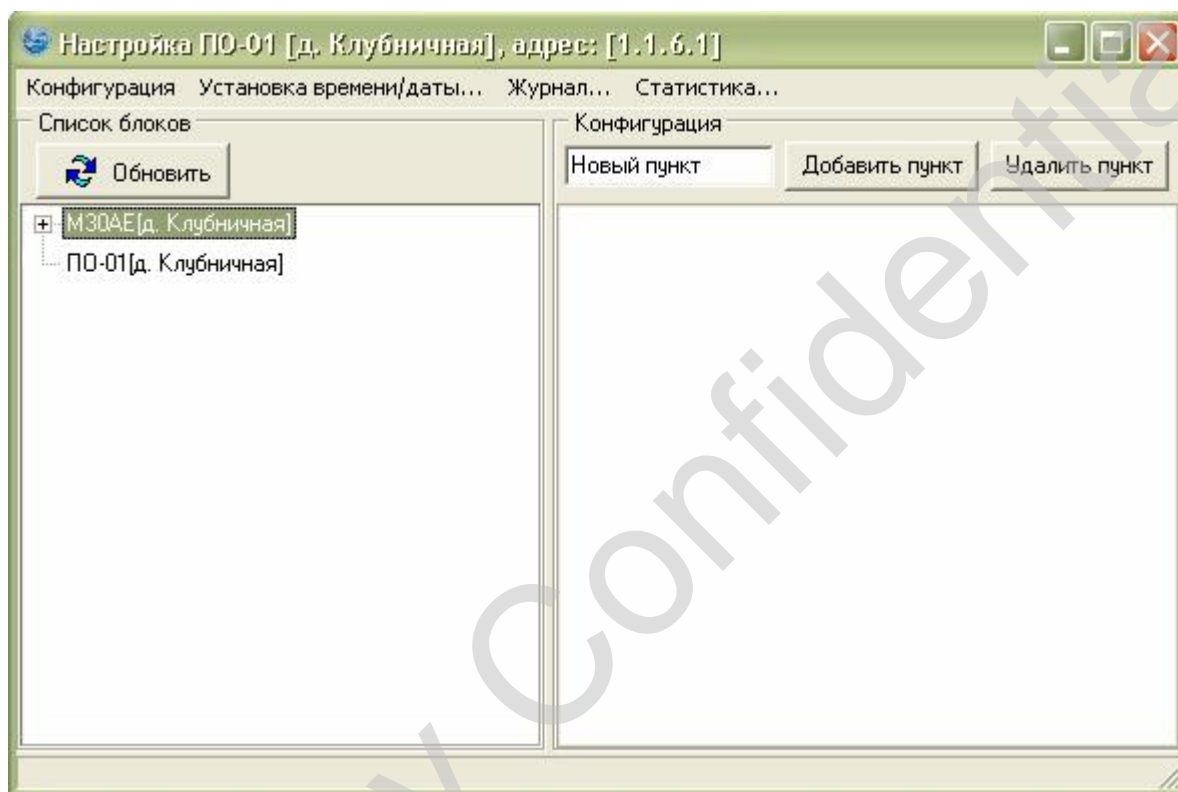 Настройка ПО-01 [д. Клубничная], адрес: [1.1.6.1]
Конфигурация Установка времени/даты... Журнал... Статистика...
Список блоков Конфигурация
Обновить Новый пункт Добавить пункт Удалить пункт
М30АЕ[д. Клубничная]
ПО-01[д. Клубничная]
Confidentia